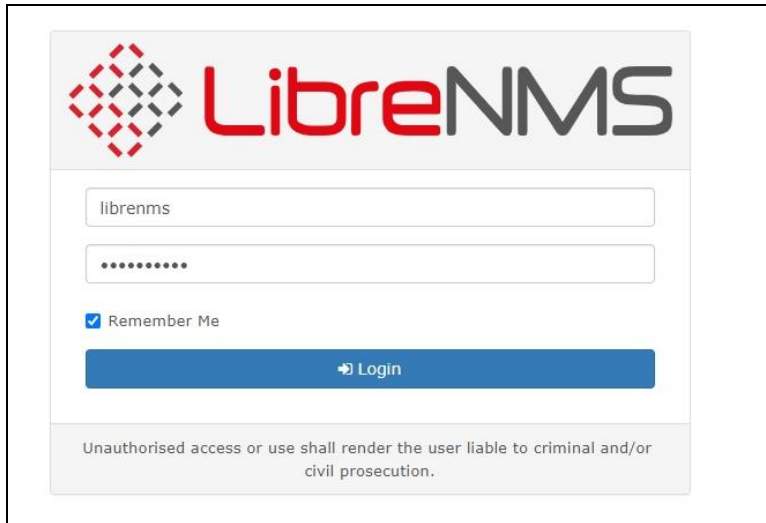 LibreNMS
librenms
••••••••••
Remember Me
Login
Unauthorised access or use shall render the user liable to criminal and/or
civil prosecution.